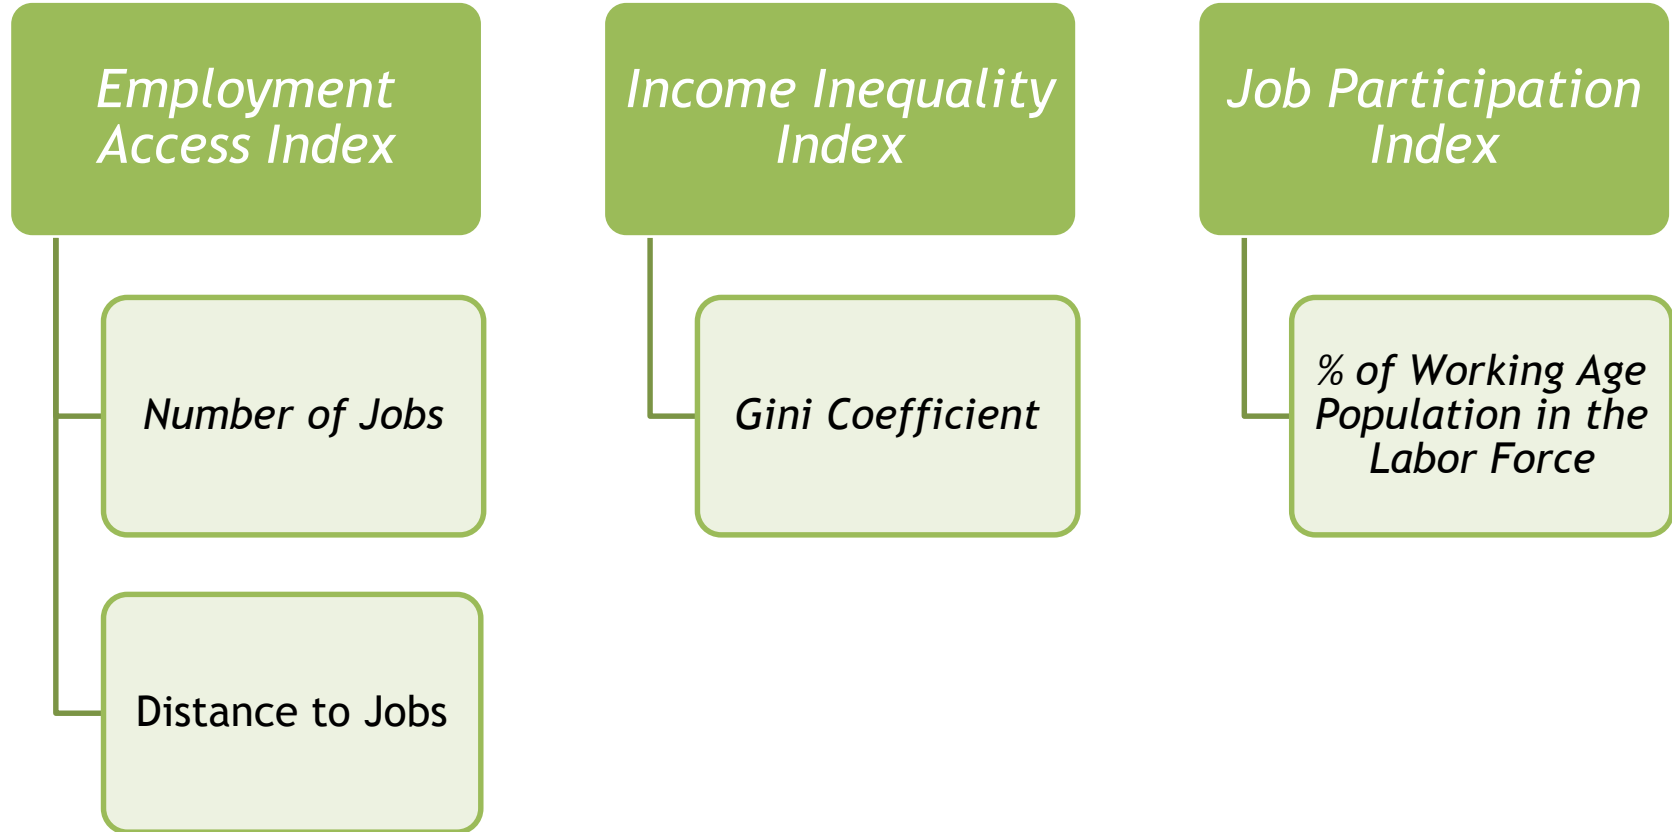 Employment
Access Index
Number of Jobs
Distance to Jobs
Income Inequality
Index
Gini Coefficient
Job Participation
Index
% of Working Age
Population in the
Labor Force